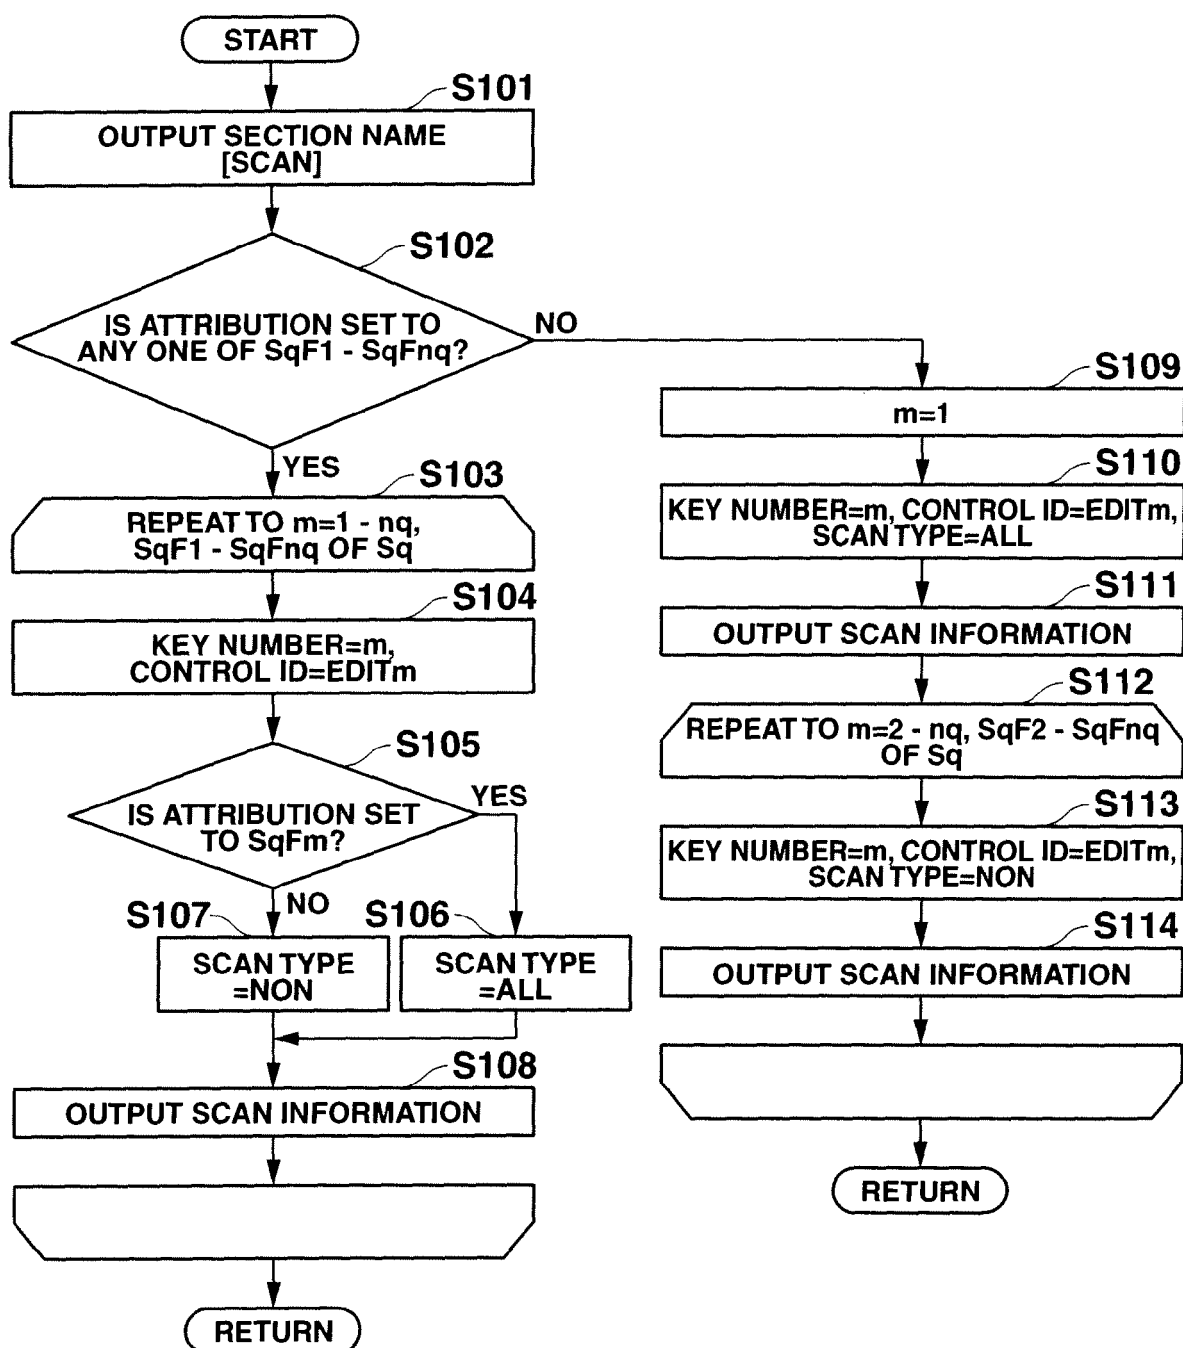 START
S101
OUTPUT SECTION NAME
[SCAN]
S102
IS ATTRIBUTION SET TO
ANY ONE OF SqF1 - SqFnq?
NO
YES
S103
REPEAT TO m=1 - nq,
SqF1 - SqFnq OF Sq
S104
KEY NUMBER=m,
CONTROL ID=EDITm
S105
IS ATTRIBUTION SET
TO SqFm?
YES
NO
S107
SCAN TYPE
=NON
S106
SCAN TYPE
=ALL
S108
OUTPUT SCAN INFORMATION
RETURN
S109
m=1
S110
KEY NUMBER=m, CONTROL ID=EDITm,
SCAN TYPE=ALL
S111
OUTPUT SCAN INFORMATION
S112
REPEAT TO m=2 - nq, SqF2 - SqFnq
OF Sq
S113
KEY NUMBER=m, CONTROL ID=EDITm,
SCAN TYPE=NON
S114
OUTPUT SCAN INFORMATION
RETURN